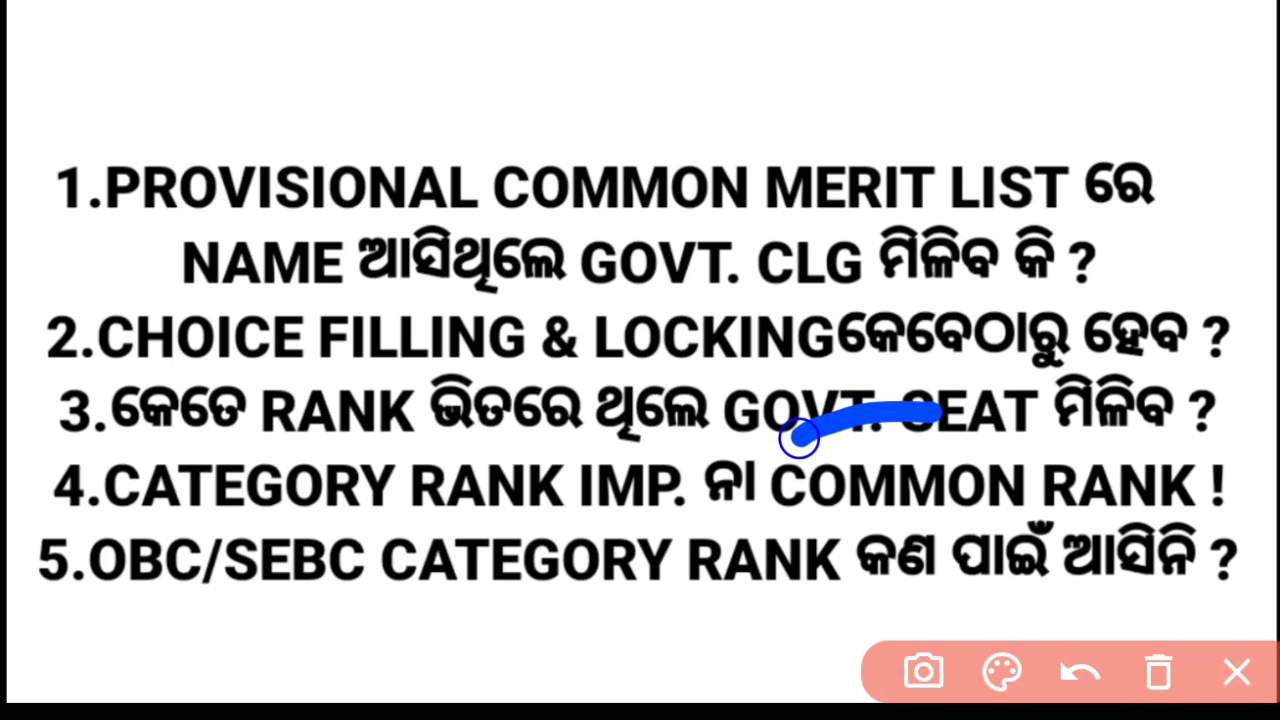 1.PROVISIONAL COMMON MERIT LIST ରେ
NAME ଆସିଥିଲେ GOVT. CLG ମିଳିବ କି ?
2.CHOICE FILLING & LOCKINGକେବେଠାରୁ ହେବ ?
3.କେତେ RANK ଭିତରେ ଥିଲେ GOVT. SEAT ମିଳିବ ?
4.CATEGORY RANK IMP. ନା COMMON RANK !
5.OBC/SEBC CATEGORY RANK କଣ ପାଇଁ ଆସିନି ?